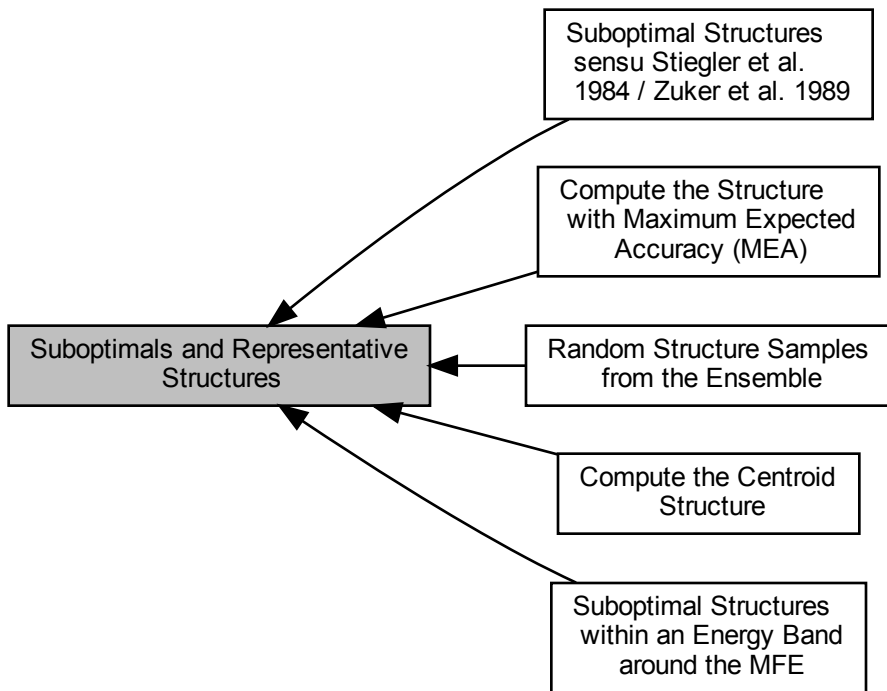 Suboptimal Structures
sensu Stiegler et al.
1984 / Zuker et al. 1989
Compute the Structure
with Maximum Expected
Accuracy (MEA)
Suboptimals and Representative
Structures
Random Structure Samples
from the Ensemble
Compute the Centroid
Structure
Suboptimal Structures
within an Energy Band
around the MFE